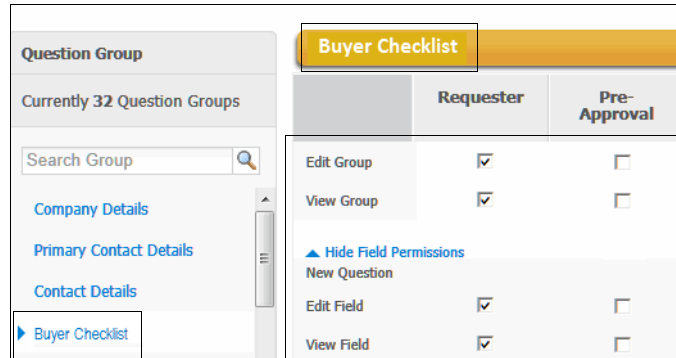 Question Group
Currently 32 Question Groups
Search Group
Company Details
Primary Contact Details
Contact Details
Buyer Checklist
Buyer Checklist
Requester
Pre-
Approval
Edit Group
View Group
Hide Field Permissions
New Question
Edit Field
View Field